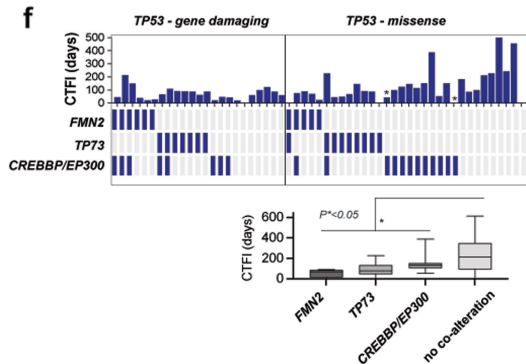 f
TP53 - gene damaging TP53 - missense
CTFI (days)
500
400
300
200
100
0
* *
FMN2
TP73
CREBBP/EP300
CTFI (days)
600
400
200
0
P*<0.05
*
FMN2
TP73
CREBBP/EP300
no co-alteration